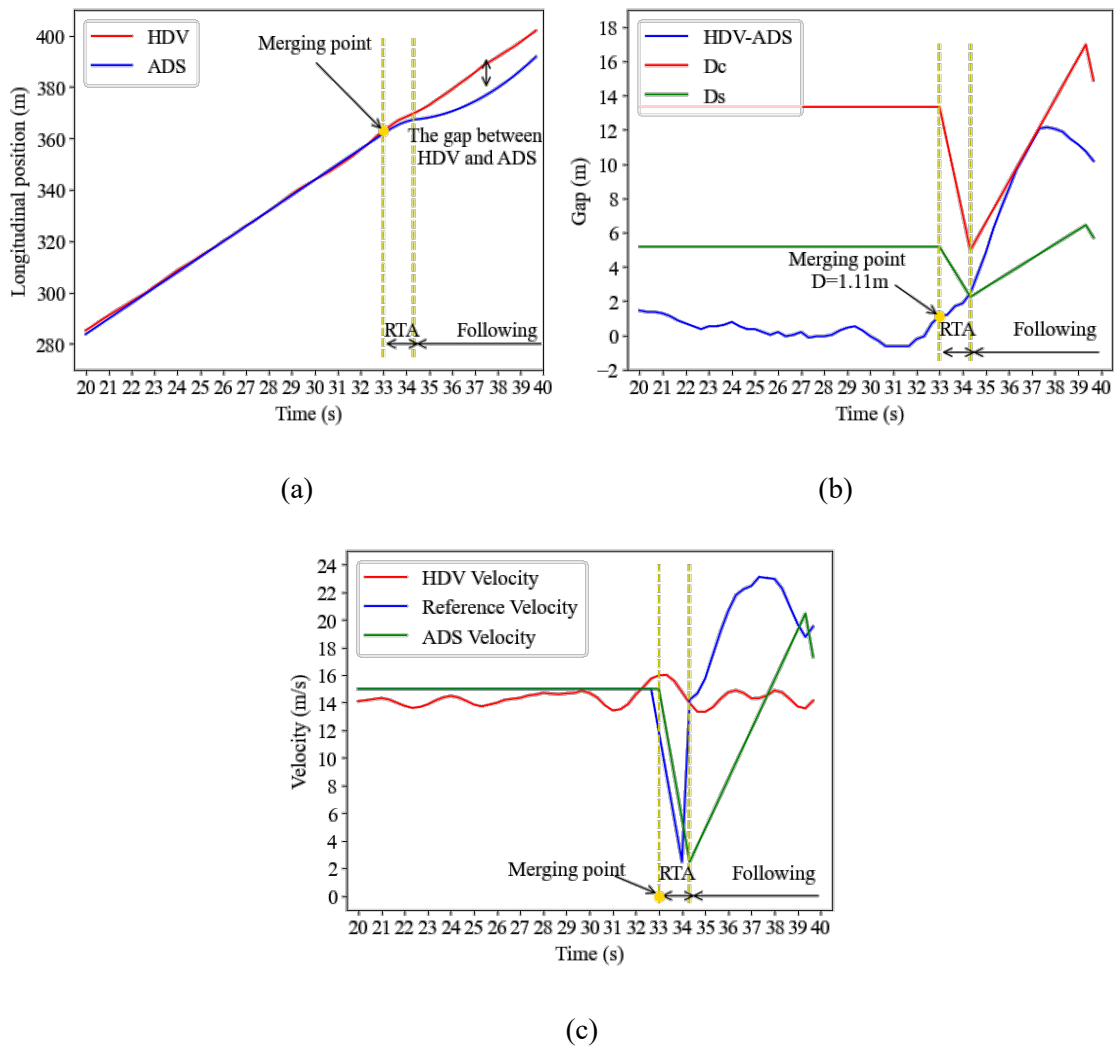 HDV
ADS
Merging point
The gap between
HDV and ADS
RTA
Following
400
380
360
340
320
300
280
Longitudinal position (m)
20 21 22 23 24 25 26 27 28 29 30 31 32 33 34 35 36 37 38 39 40
Time (s)
(a)
HDV-ADS
Dc
Ds
Merging point
D=1.11m
RTA
Following
18
16
14
12
10
8
6
4
2
0
−2
Gap (m)
20 21 22 23 24 25 26 27 28 29 30 31 32 33 34 35 36 37 38 39 40
Time (s)
(b)
HDV Velocity
Reference Velocity
ADS Velocity
Merging point
RTA
Following
24
22
20
18
16
14
12
10
8
6
4
2
0
Velocity (m/s)
20 21 22 23 24 25 26 27 28 29 30 31 32 33 34 35 36 37 38 39 40
Time (s)
(c)